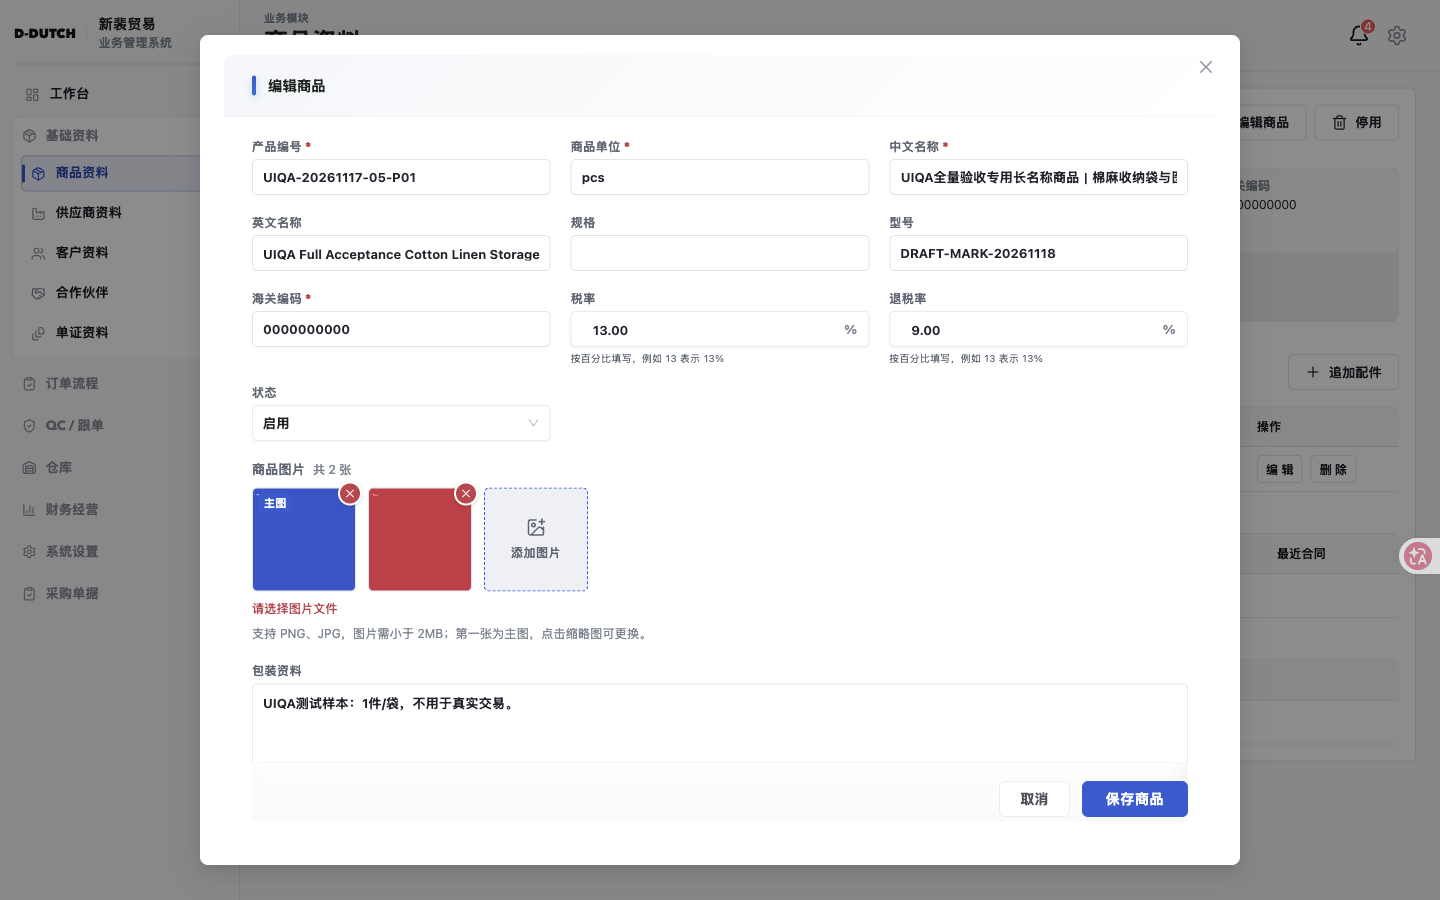 D-DUTCH
新裴贸易
业务管理系统
业务模块
4
工作台
基础资料
商品资料
供应商资料
客户资料
合作伙伴
单证资料
订单流程
QC / 跟单
仓库
财务经营
系统设置
采购单据
编辑商品
停用
00000000
追加配件
操作
编 辑
删 除
最近合同
编辑商品
产品编号 *
商品单位 *
中文名称 *
UIQA-20261117-05-P01
pcs
UIQA全量验收专用长名称商品 | 棉麻收纳袋与
英文名称
规格
型号
UIQA Full Acceptance Cotton Linen Storage
DRAFT-MARK-20261118
海关编码 *
税率
退税率
0000000000
13.00 %
9.00 %
按百分比填写，例如 13 表示 13%
按百分比填写，例如 13 表示 13%
状态
启用
商品图片 共 2 张
主图
添加图片
请选择图片文件
支持 PNG、JPG，图片需小于 2MB；第一张为主图，点击缩略图可更换。
包装资料
UIQA测试样本：1件/袋，不用于真实交易。
取消
保存商品